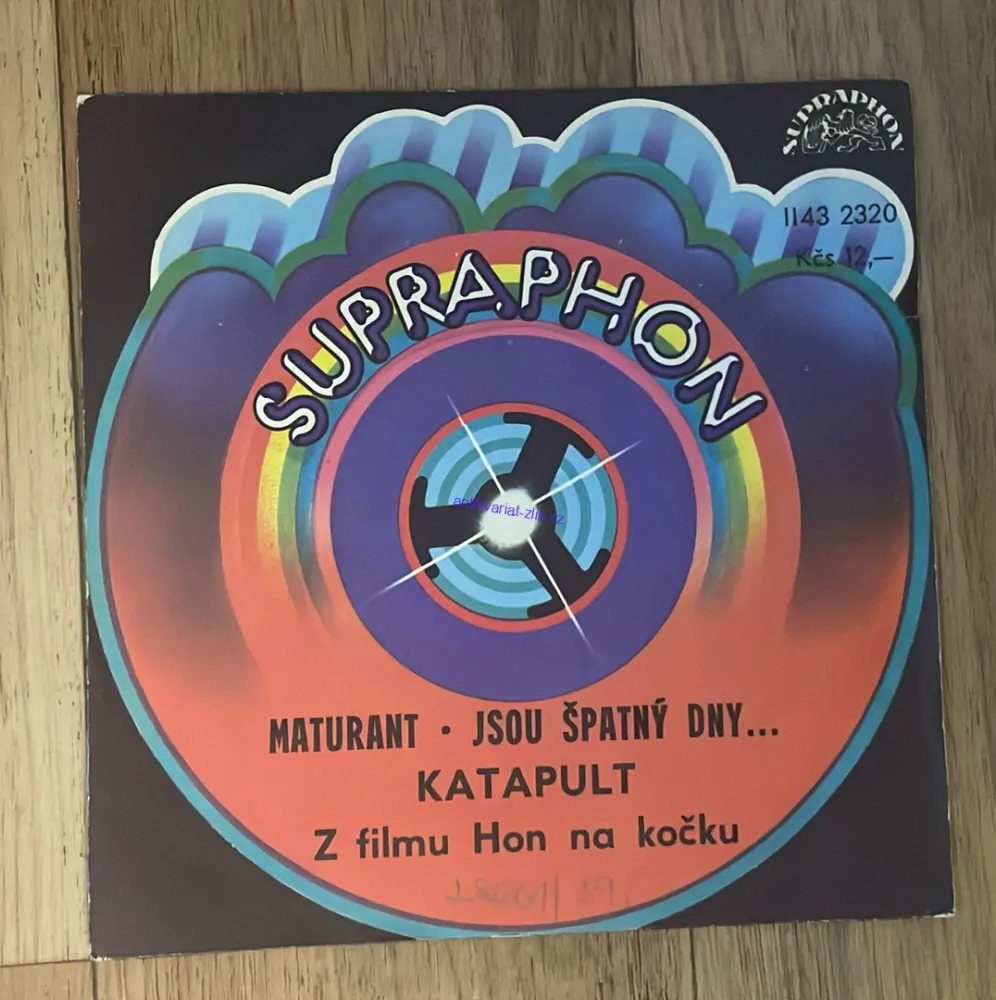 SUPRAPHON
1143 2320
Kčs 12,—
SUPRAPHON
MATURANT • JSOU ŠPATNÝ DNY...
KATAPULT
Z filmu Hon na kočku